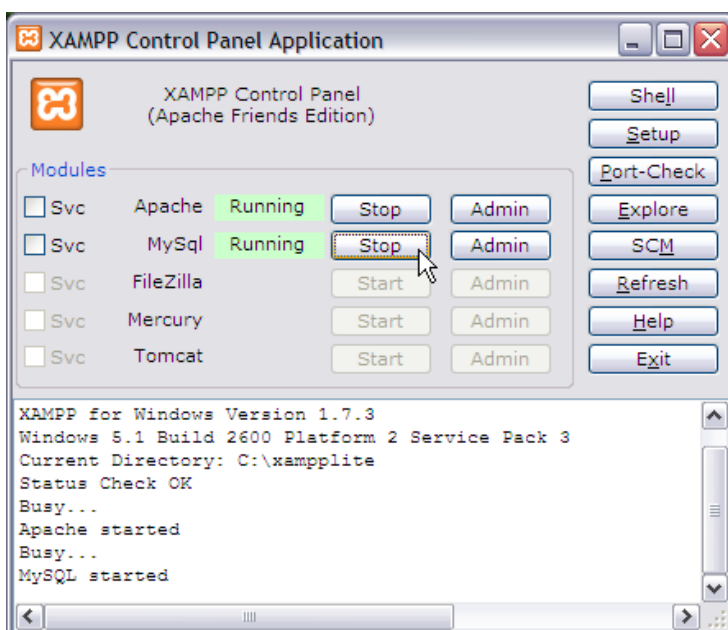 XAMPP Control Panel Application
XAMPP Control Panel
(Apache Friends Edition)
Shell
Setup
Port-Check
Explore
SCM
Refresh
Help
Exit
Modules
Svc Apache Running Stop Admin
Svc MySql Running Stop Admin
Svc FileZilla Start Admin
Svc Mercury Start Admin
Svc Tomcat Start Admin
XAMPP for Windows Version 1.7.3
Windows 5.1 Build 2600 Platform 2 Service Pack 3
Current Directory: C:\xampplite
Status Check OK
Busy...
Apache started
Busy...
MySQL started